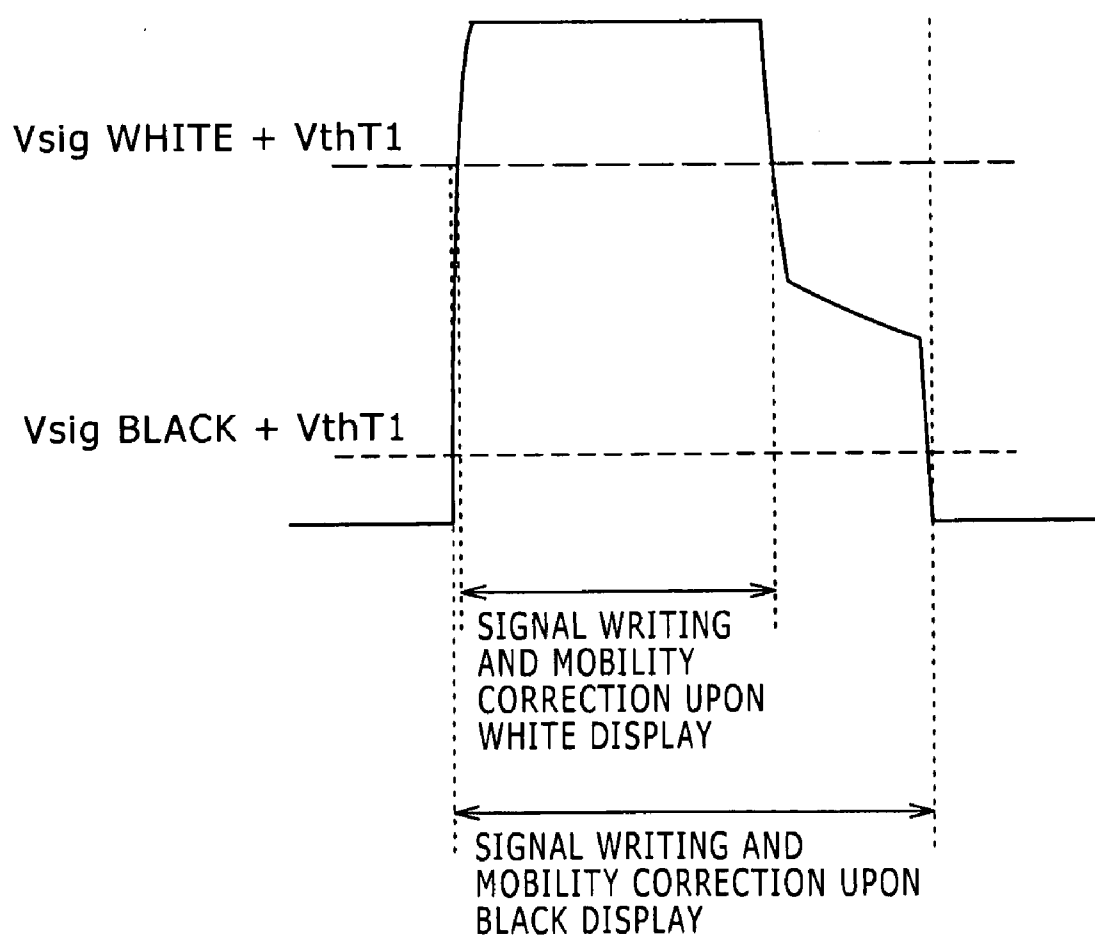 Vsig WHITE + VthT1
Vsig BLACK + VthT1
SIGNAL WRITING
AND MOBILITY
CORRECTION UPON
WHITE DISPLAY
SIGNAL WRITING AND
MOBILITY CORRECTION UPON
BLACK DISPLAY